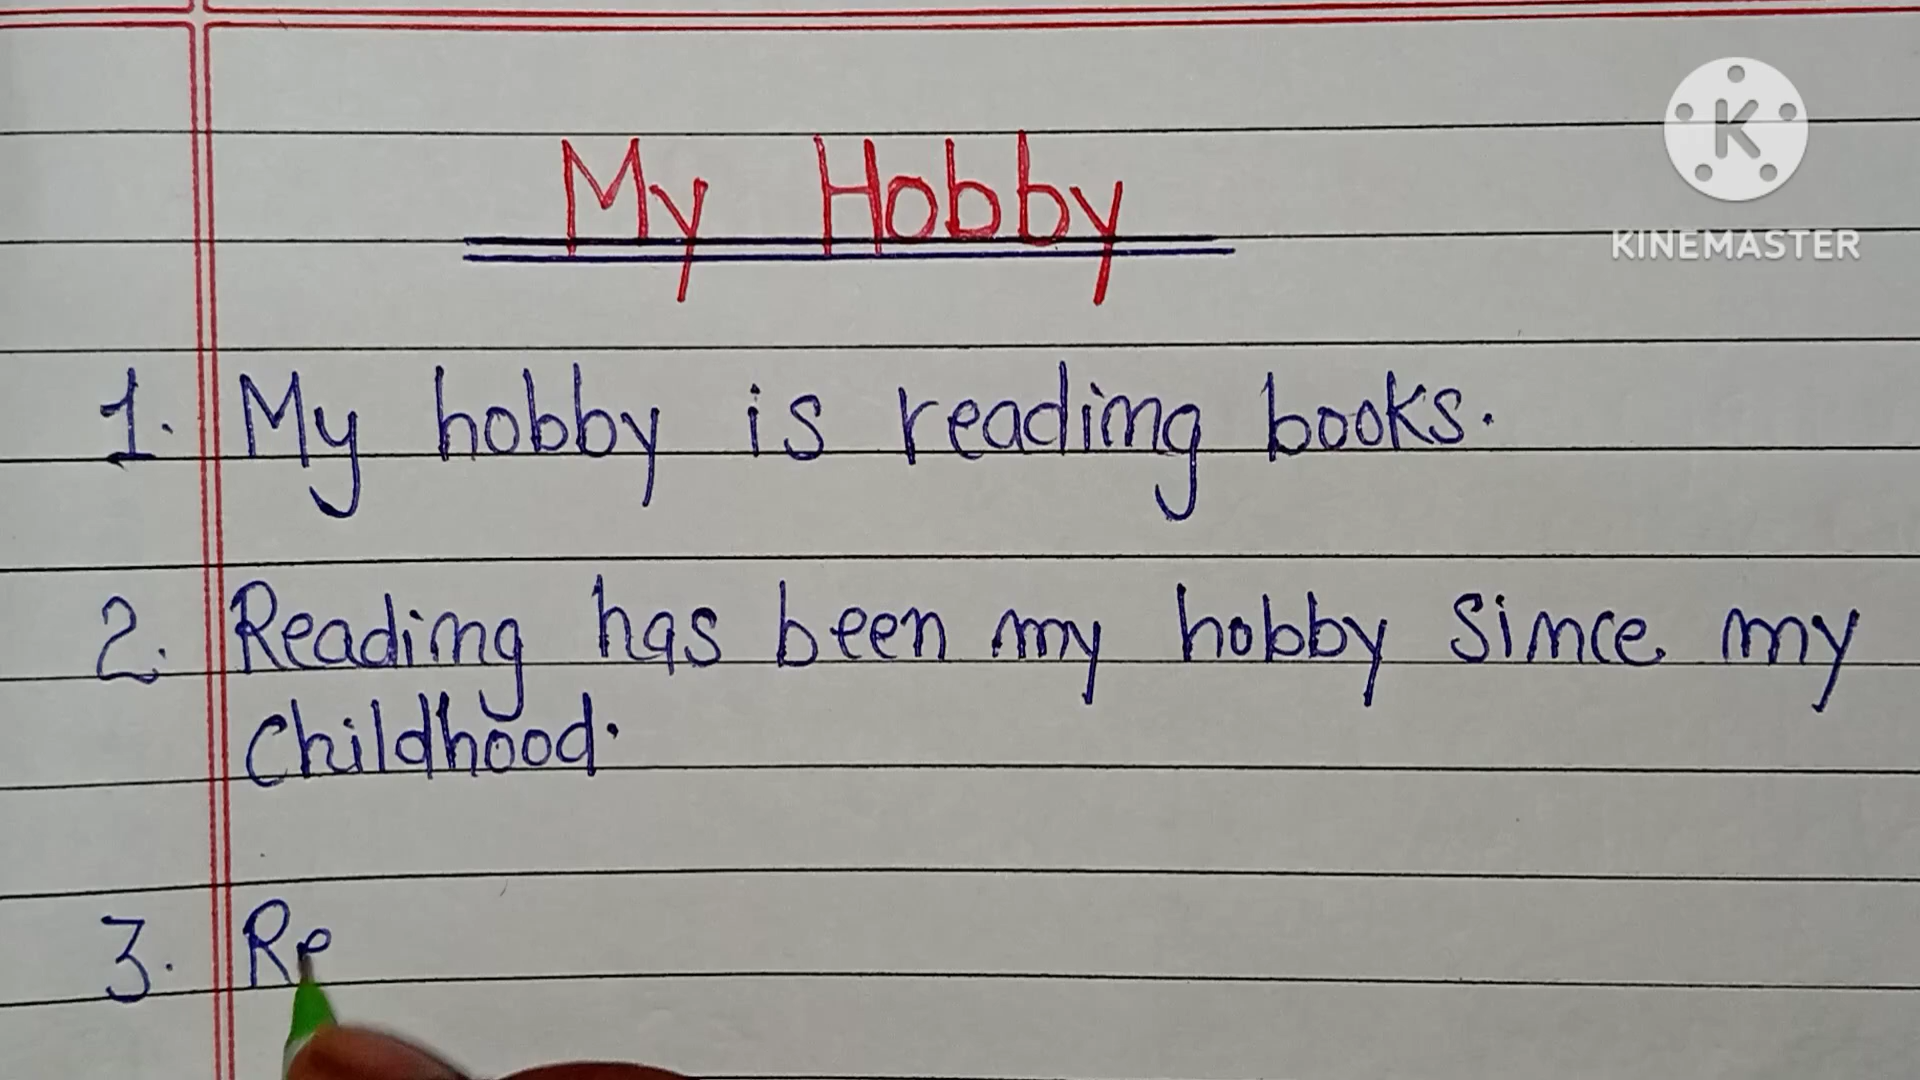 My Hobby
K
KINEMASTER
1. My hobby is reading books.
2. Reading has been my hobby since my
childhood.
3. Re